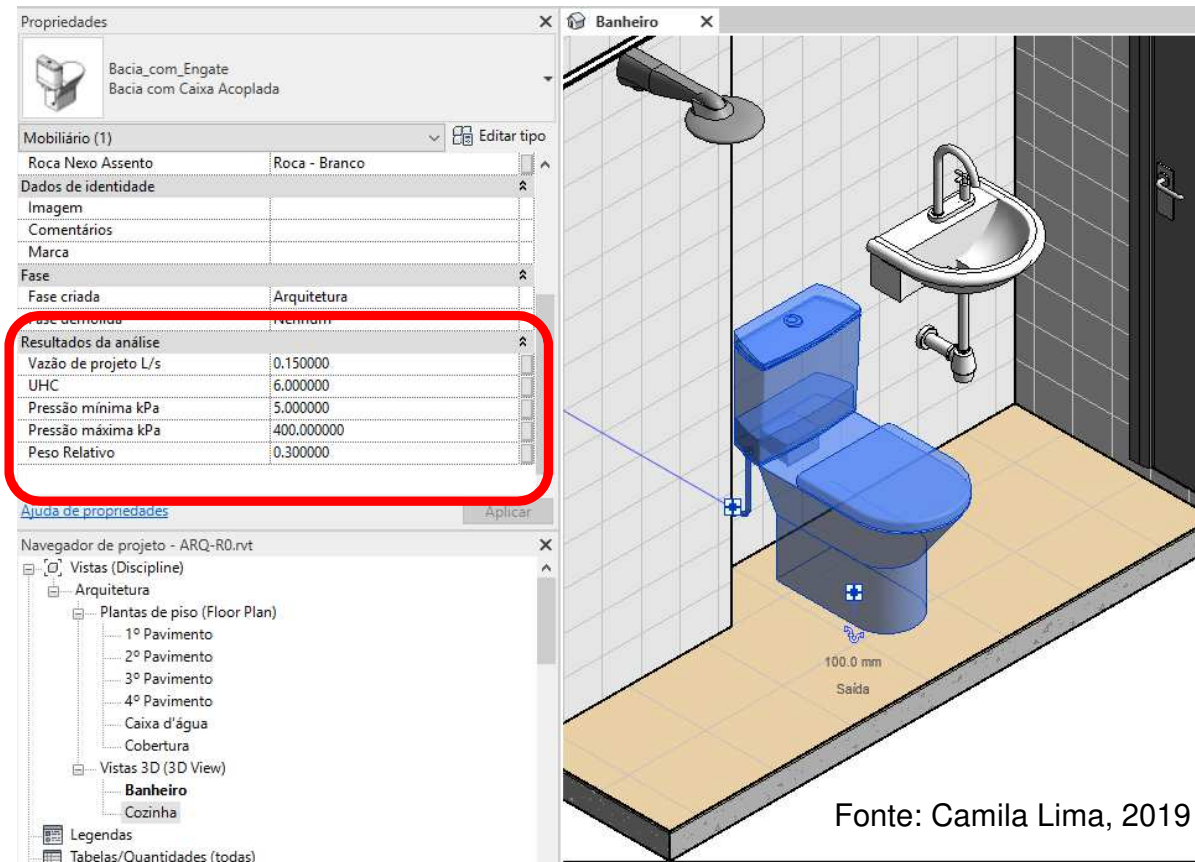 Propriedades
Bacia_com_Engate
Bacia com Caixa Acoplada
Mobiliário (1) Editar tipo
Roca Nexo Assento Roca - Branco
Dados de identidade
Imagem
Comentários
Marca
Fase
Fase criada Arquitetura
Fase demolida Nenhum
Resultados da análise
Vazão de projeto L/s 0.150000
UHC 6.000000
Pressão mínima kPa 5.000000
Pressão máxima kPa 400.000000
Peso Relativo 0.300000
Ajuda de propriedades Aplicar
Navegador de projeto - ARQ-R0.rvt
Vistas (Discipline)
Arquitetura
Plantas de piso (Floor Plan)
1º Pavimento
2º Pavimento
3º Pavimento
4º Pavimento
Caixa d'água
Cobertura
Vistas 3D (3D View)
Banheiro
Cozinha
Legendas
Tabelas/Quantidades (todas)
Banheiro
100.0 mm
Saída
Fonte: Camila Lima, 2019